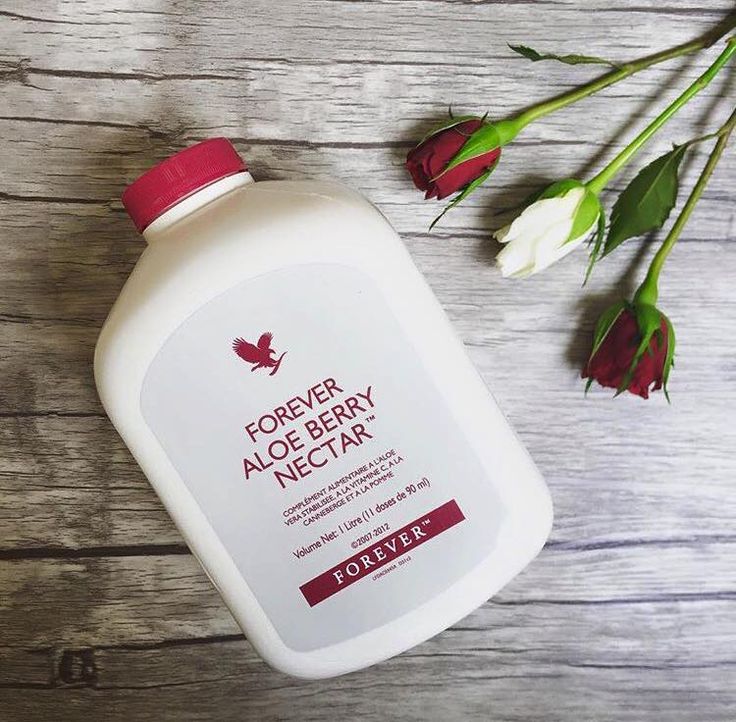 FOREVER
ALOE BERRY
NECTAR™
COMPLÉMENT ALIMENTAIRE A L'ALOE
VERA STABILISÉE, A LA VITAMINE C, A LA
CANNEBERGE ET A LA POMME
Volume Net: 1 Litre (11 doses de 90 ml)
©2007-2012
FOREVER™